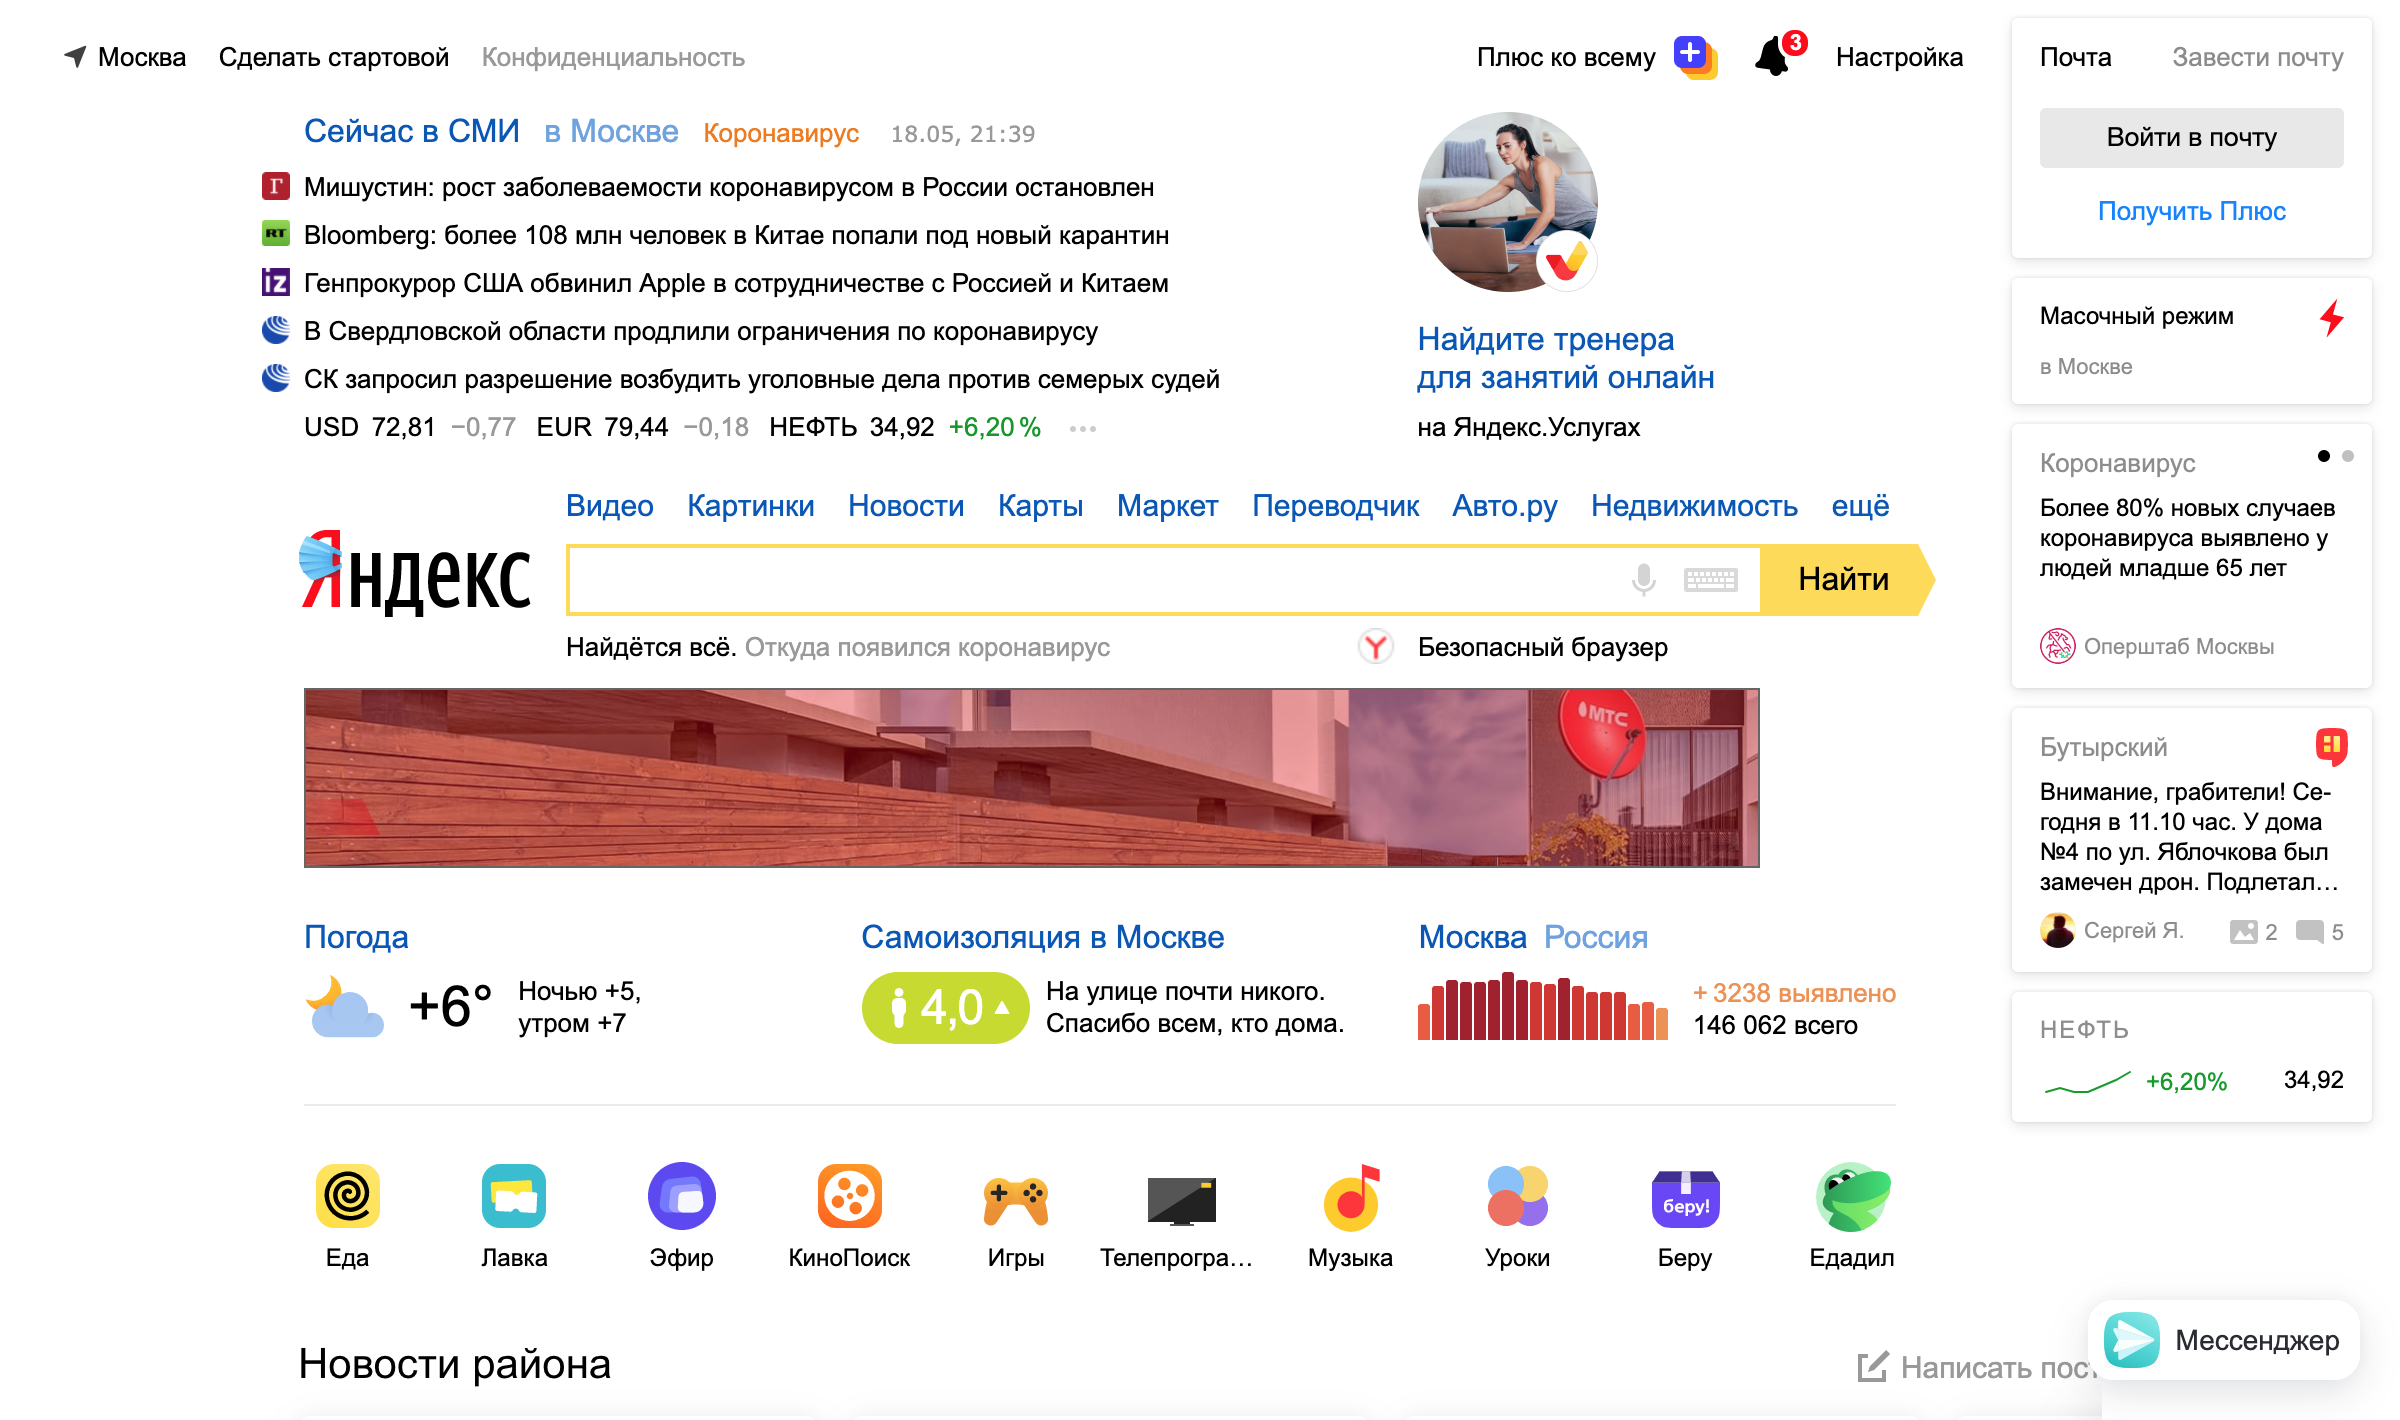 Москва Сделать стартовой Конфиденциальность
Плюс ко всему 3 Настройка
Сейчас в СМИ в Москве Коронавирус 18.05, 21:39
Г Мишустин: рост заболеваемости коронавирусом в России остановлен
RT Bloomberg: более 108 млн человек в Китае попали под новый карантин
iz Генпрокурор США обвинил Apple в сотрудничестве с Россией и Китаем
В Свердловской области продлили ограничения по коронавирусу
СК запросил разрешение возбудить уголовные дела против семерых судей
USD 72,81 −0,77 EUR 79,44 −0,18 НЕФТЬ 34,92 +6,20 % ...
Найдите тренера
для занятий онлайн
на Яндекс.Услугах
Видео Картинки Новости Карты Маркет Переводчик Авто.ру Недвижимость ещё
Яндекс
Найти
Найдётся всё. Откуда появился коронавирус
Безопасный браузер
МТС
Погода
+6°
Ночью +5,
утром +7
Самоизоляция в Москве
4,0
На улице почти никого.
Спасибо всем, кто дома.
Москва Россия
+ 3238 выявлено
146 062 всего
Еда Лавка Эфир КиноПоиск Игры Телепрогра... Музыка Уроки беру! Беру Едадил
Новости района
Написать пост
Почта Завести почту
Войти в почту
Получить Плюс
Масочный режим
в Москве
Коронавирус
Более 80% новых случаев
коронавируса выявлено у
людей младше 65 лет
Оперштаб Москвы
Бутырский
Внимание, грабители! Се-
годня в 11.10 час. У дома
№4 по ул. Яблочкова был
замечен дрон. Подлетал...
Сергей Я. 2 5
НЕФТЬ
+6,20% 34,92
Мессенджер